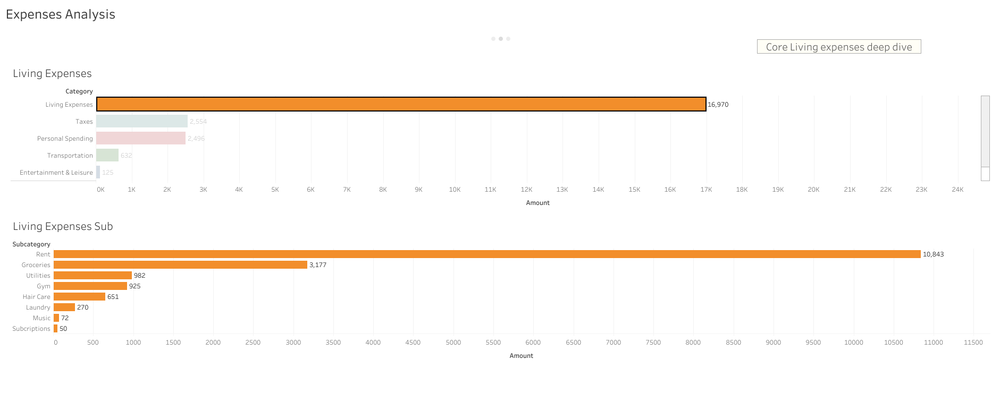 Expenses Analysis
Core Living expenses deep dive
Living Expenses
Category
Living Expenses 16,970
Taxes 2,554
Personal Spending 2,496
Transportation 632
Entertainment & Leisure 125
0K 1K 2K 3K 4K 5K 6K 7K 8K 9K 10K 11K 12K 13K 14K 15K 16K 17K 18K 19K 20K 21K 22K 23K 24K
Amount
Living Expenses Sub
Subcategory
Rent 10,843
Groceries 3,177
Utilities 982
Gym 925
Hair Care 651
Laundry 270
Music 72
Subcriptions 50
0 500 1000 1500 2000 2500 3000 3500 4000 4500 5000 5500 6000 6500 7000 7500 8000 8500 9000 9500 10000 10500 11000 11500
Amount